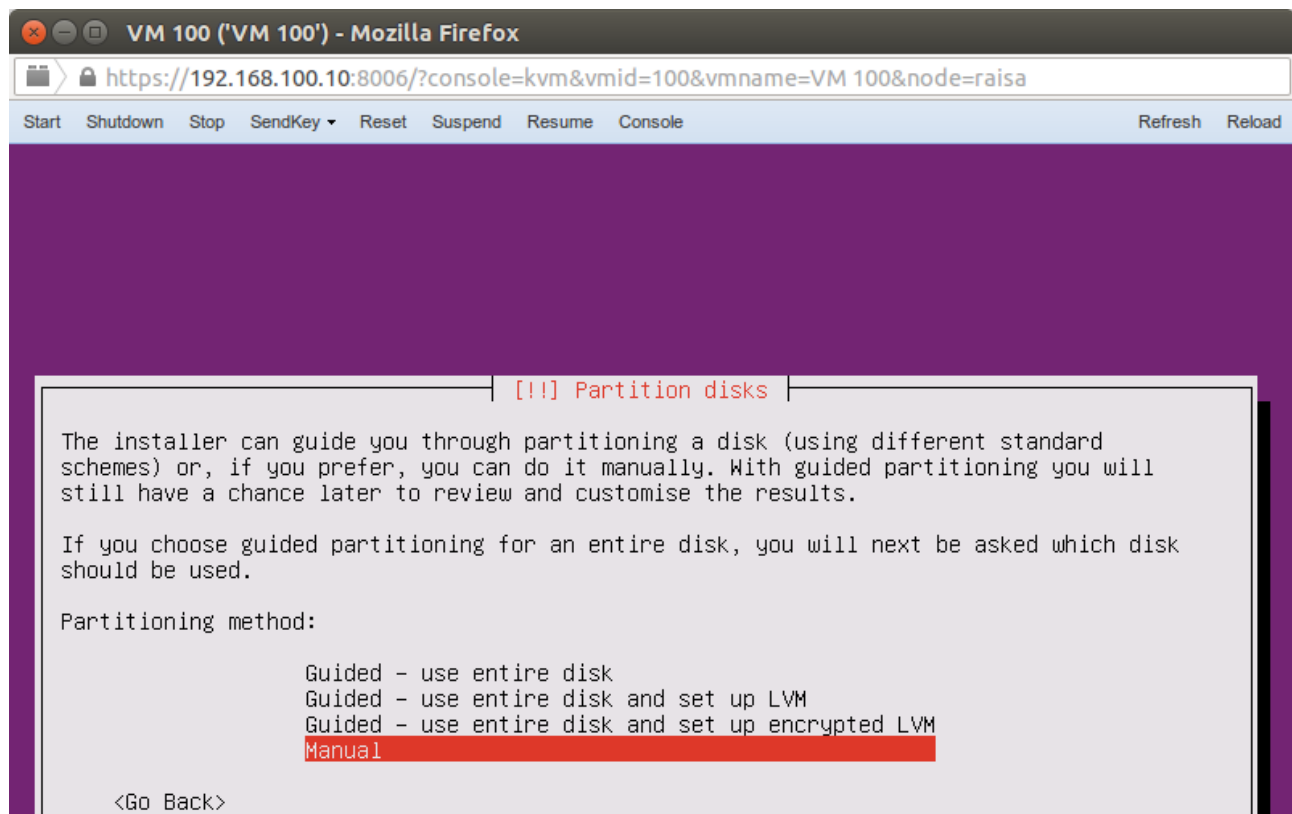 VM 100 ('VM 100') - Mozilla Firefox
https://192.168.100.10:8006/?console=kvm&vmid=100&vmname=VM 100&node=raisa
Start Shutdown Stop SendKey Reset Suspend Resume Console Refresh Reload
[!!] Partition disks
The installer can guide you through partitioning a disk (using different standard
schemes) or, if you prefer, you can do it manually. With guided partitioning you will
still have a chance later to review and customise the results.
If you choose guided partitioning for an entire disk, you will next be asked which disk
should be used.
Partitioning method:
Guided - use entire disk
Guided - use entire disk and set up LVM
Guided - use entire disk and set up encrypted LVM
Manual
<Go Back>